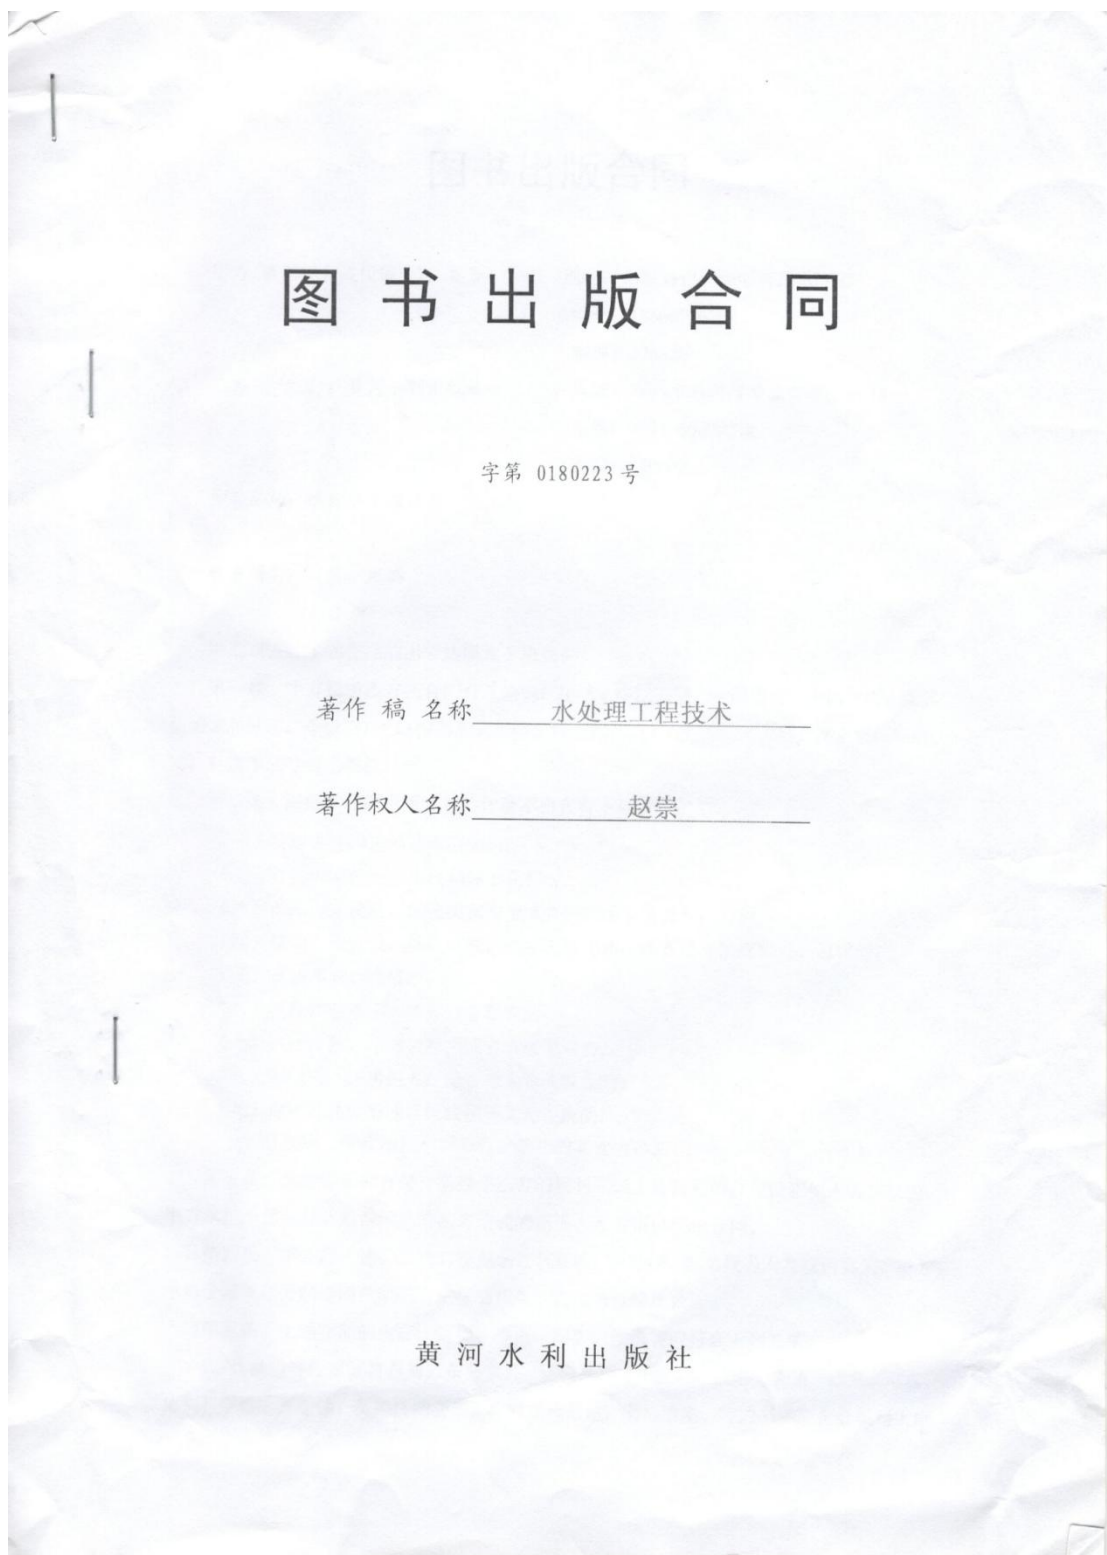 图书出版合同
字第 0180223 号
著作 稿 名称 水处理工程技术
著作权人名称 赵崇
黄河水利出版社